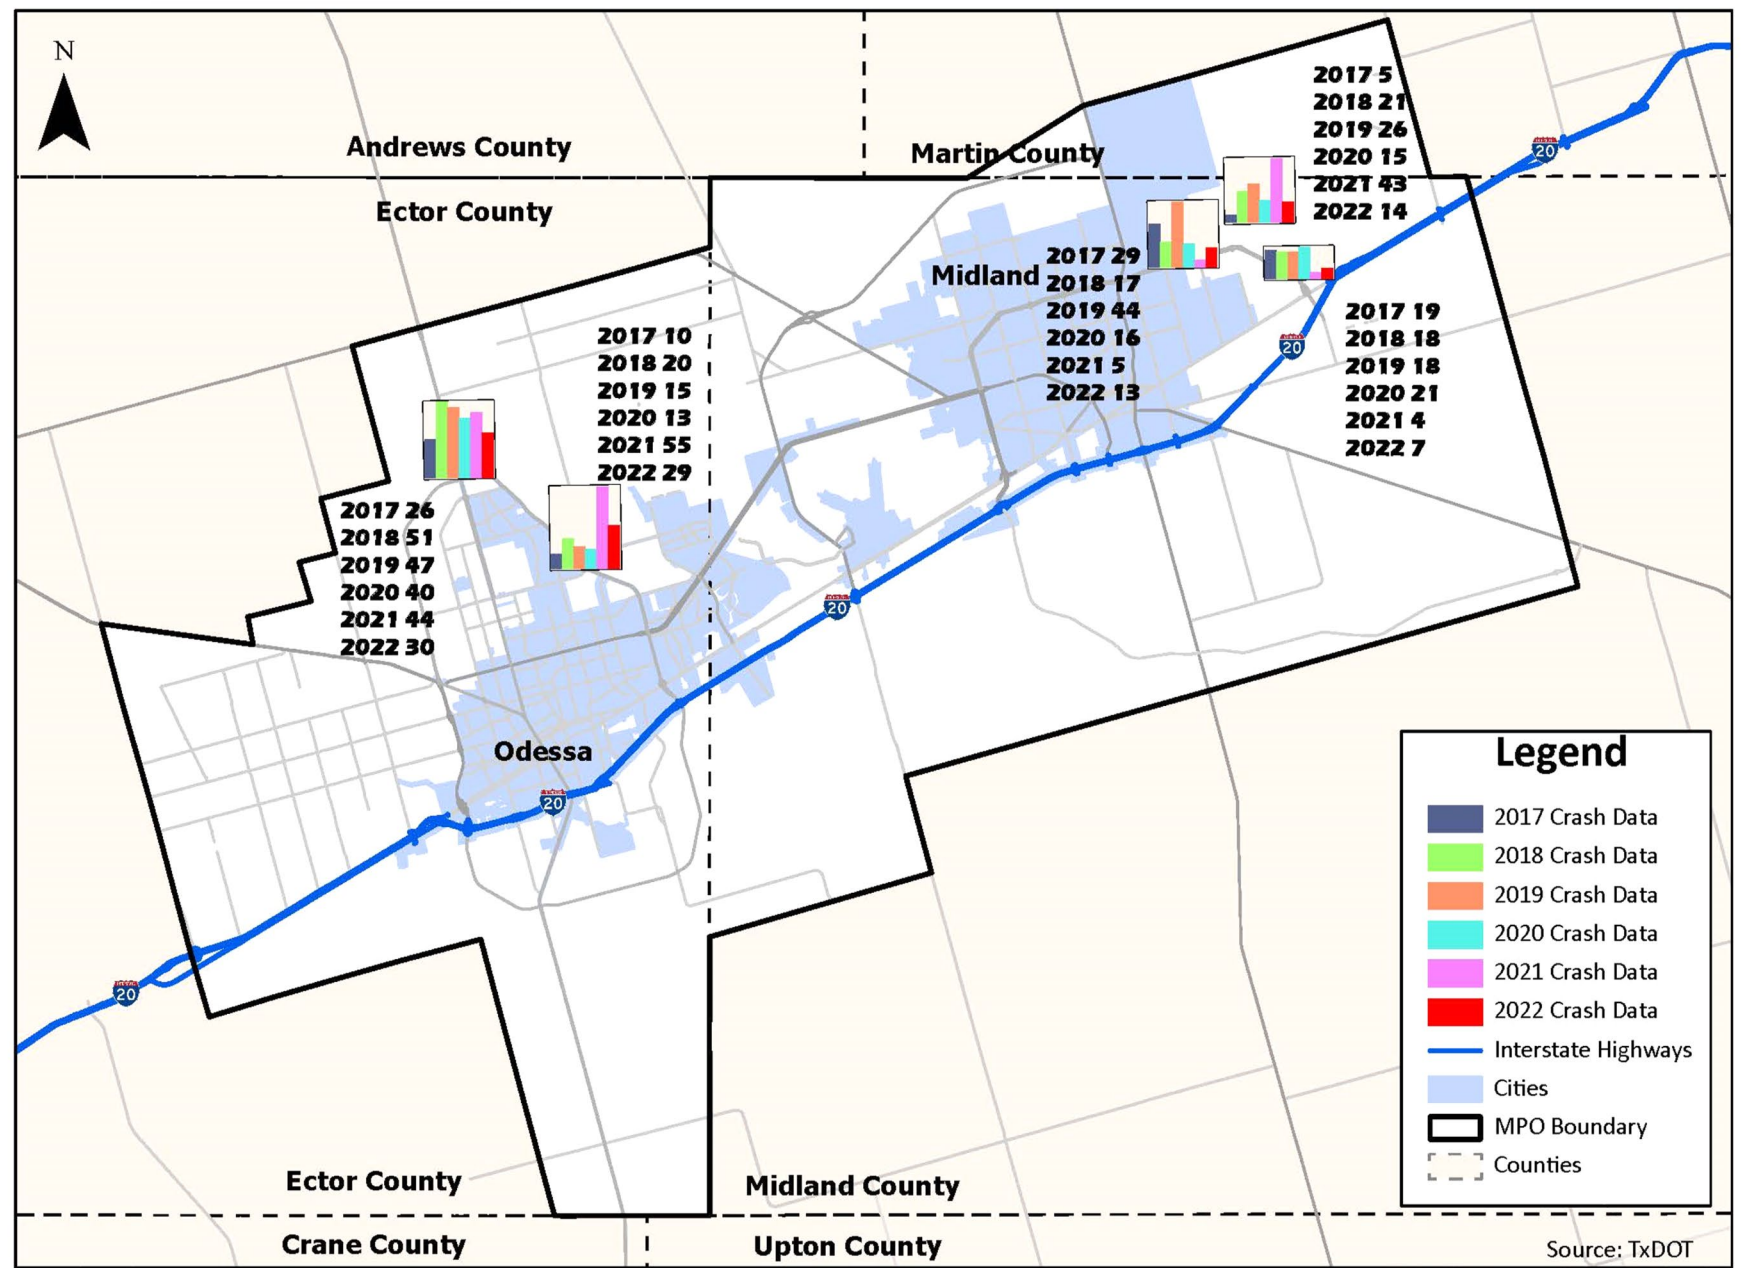 N
Andrews County
Martin County
Ector County
2017 5
2018 21
2019 26
2020 15
2021 43
2022 14
20
Midland
2017 29
2018 17
2019 44
2020 16
2021 5
2022 13
2017 19
2018 18
2019 18
2020 21
2021 4
2022 7
20
2017 10
2018 20
2019 15
2020 13
2021 55
2022 29
2017 26
2018 51
2019 47
2020 40
2021 44
2022 30
20
Odessa
20
20
Legend
2017 Crash Data
2018 Crash Data
2019 Crash Data
2020 Crash Data
2021 Crash Data
2022 Crash Data
Interstate Highways
Cities
MPO Boundary
Counties
Ector County
Midland County
Crane County
Upton County
Source: TxDOT